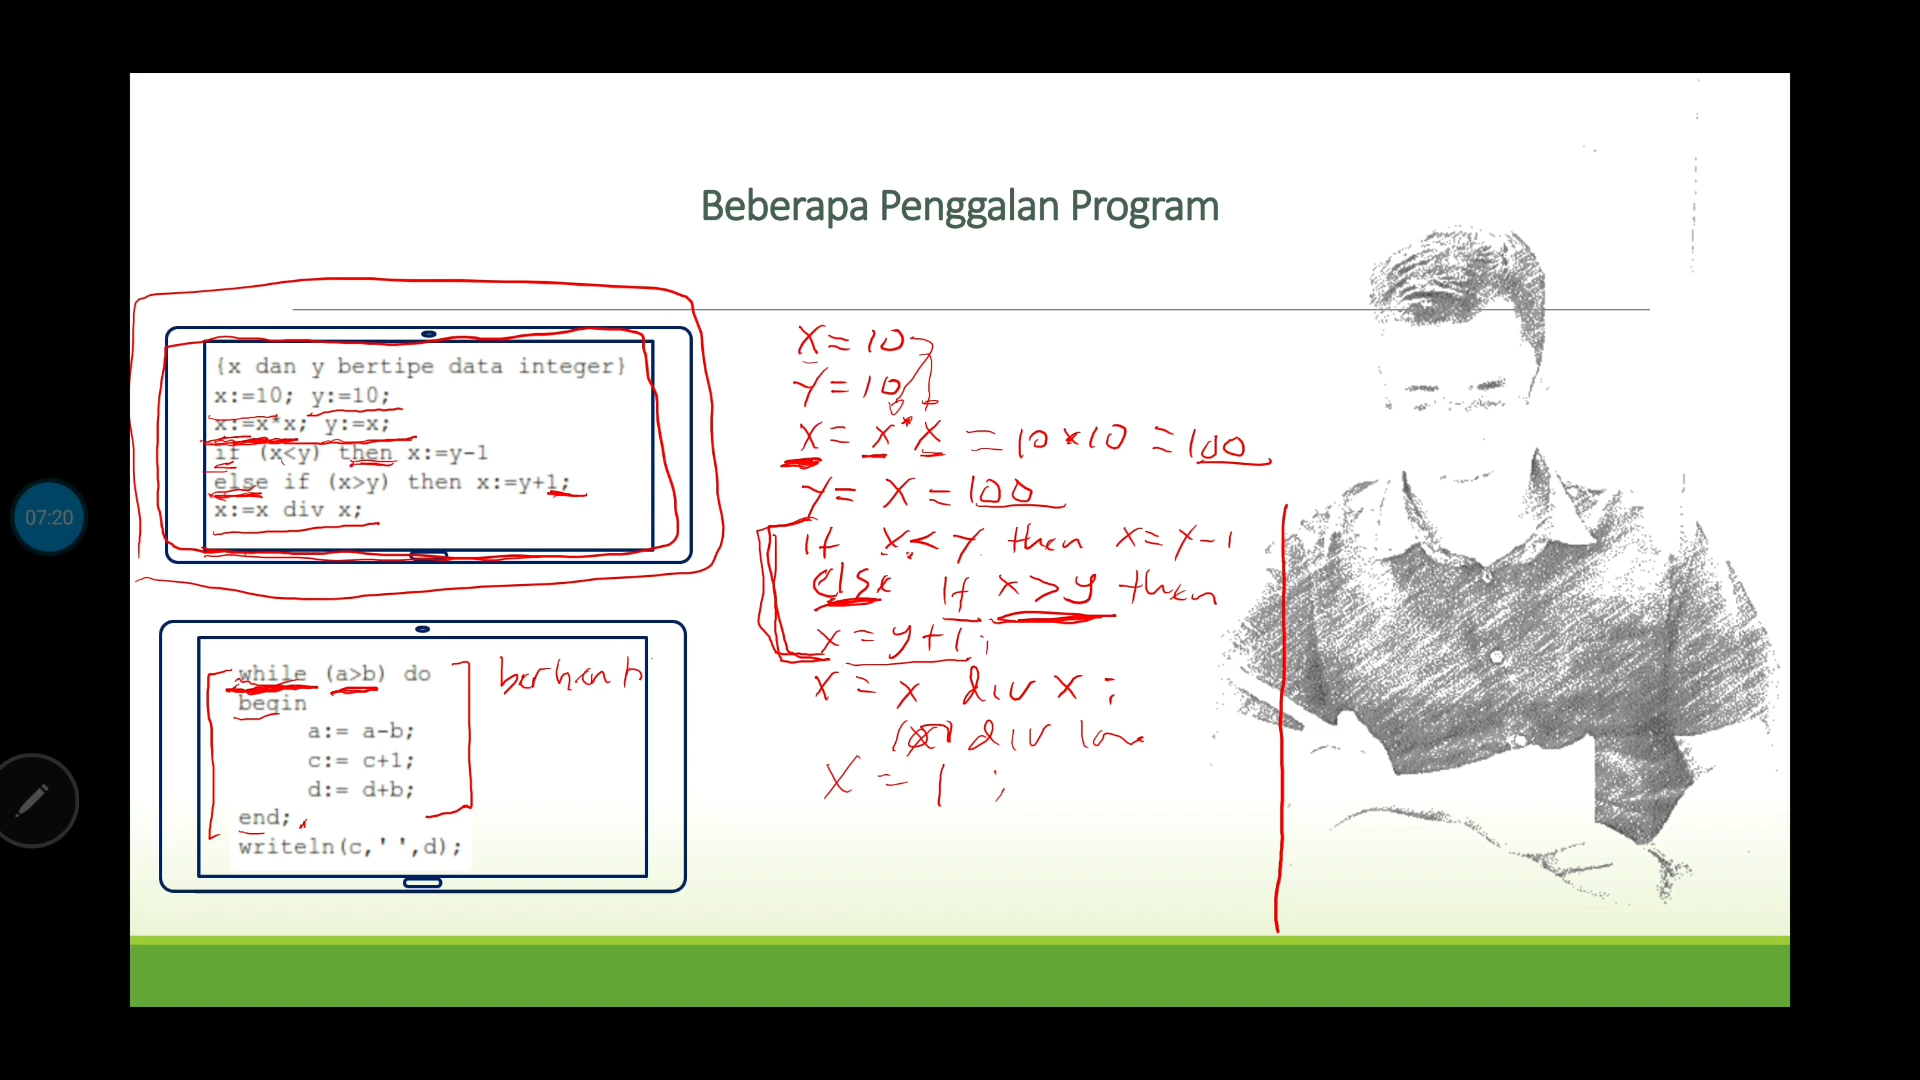 Beberapa Penggalan Program
{x dan y bertipe data integer}
x:=10; y:=10;
x:=x*x; y:=x;
if (x<y) then x:=y-1
else if (x>y) then x:=y+1;
x:=x div x;
while (a>b) do
begin
a:= a-b;
c:= c+1;
d:= d+b;
end;
writeln(c,' ',d);
berhenti
x = 10
y = 10
x = x * x = 10 x 10 = 100
y = x = 100
if x < y then x = y - 1
else if x > y then
x = y + 1;
x = x div x ;
div
x = 1 ;
07:20